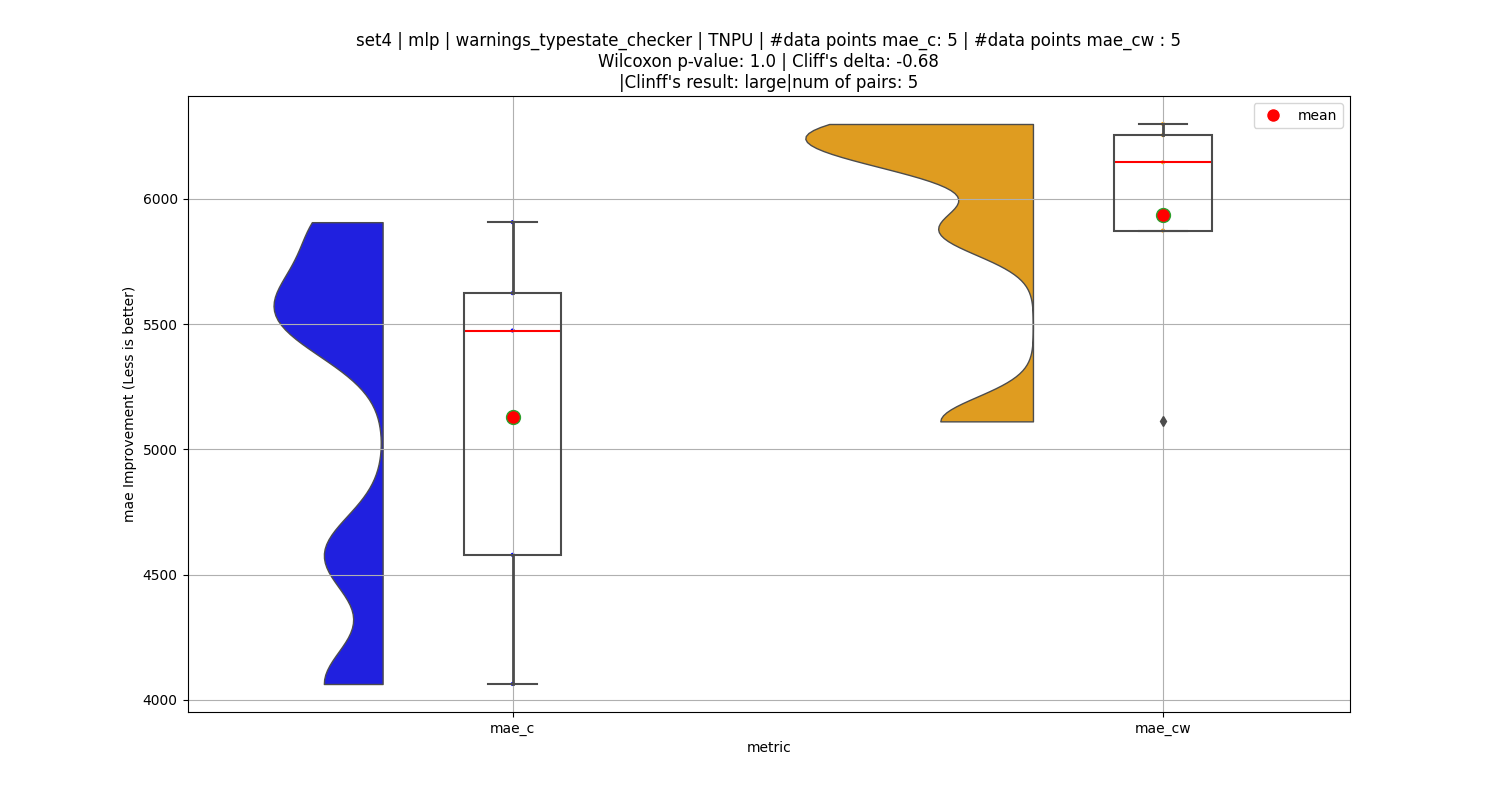 set4 | mlp | warnings_typestate_checker | TNPU | #data points mae_c: 5 | #data points mae_cw : 5
Wilcoxon p-value: 1.0 | Cliff's delta: -0.68
|Clinff's result: large|num of pairs: 5
mean
6000
5500
5000
4500
4000
mae Improvement (Less is better)
mae_c
mae_cw
metric